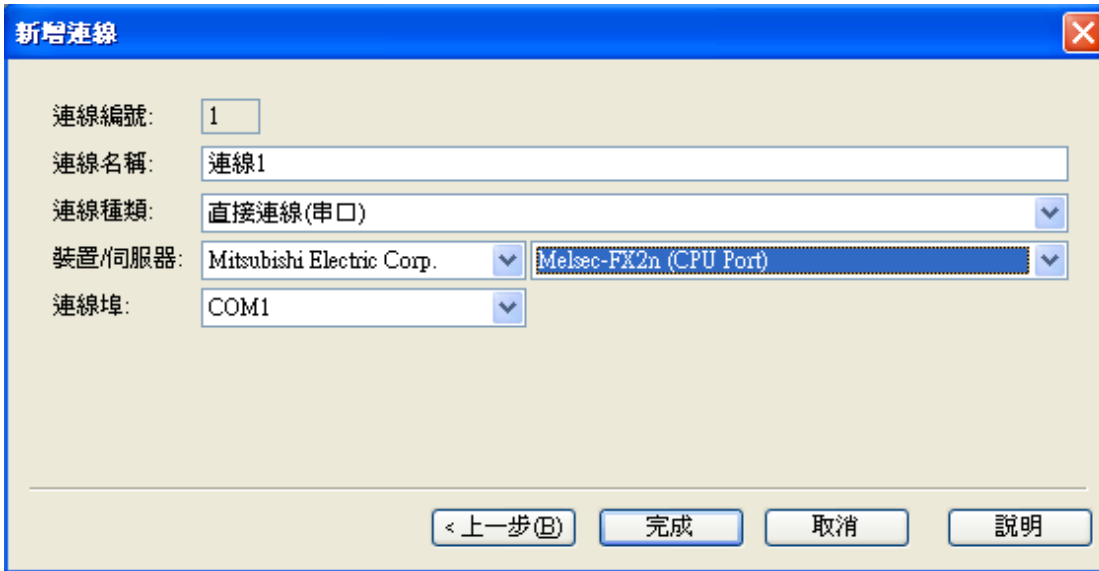 新增連線
連線編號: 1
連線名稱: 連線1
連線種類: 直接連線(串口)
裝置/伺服器: Mitsubishi Electric Corp. Melsec-FX2n (CPU Port)
連線埠: COM1
< 上一步(B) 完成 取消 說明